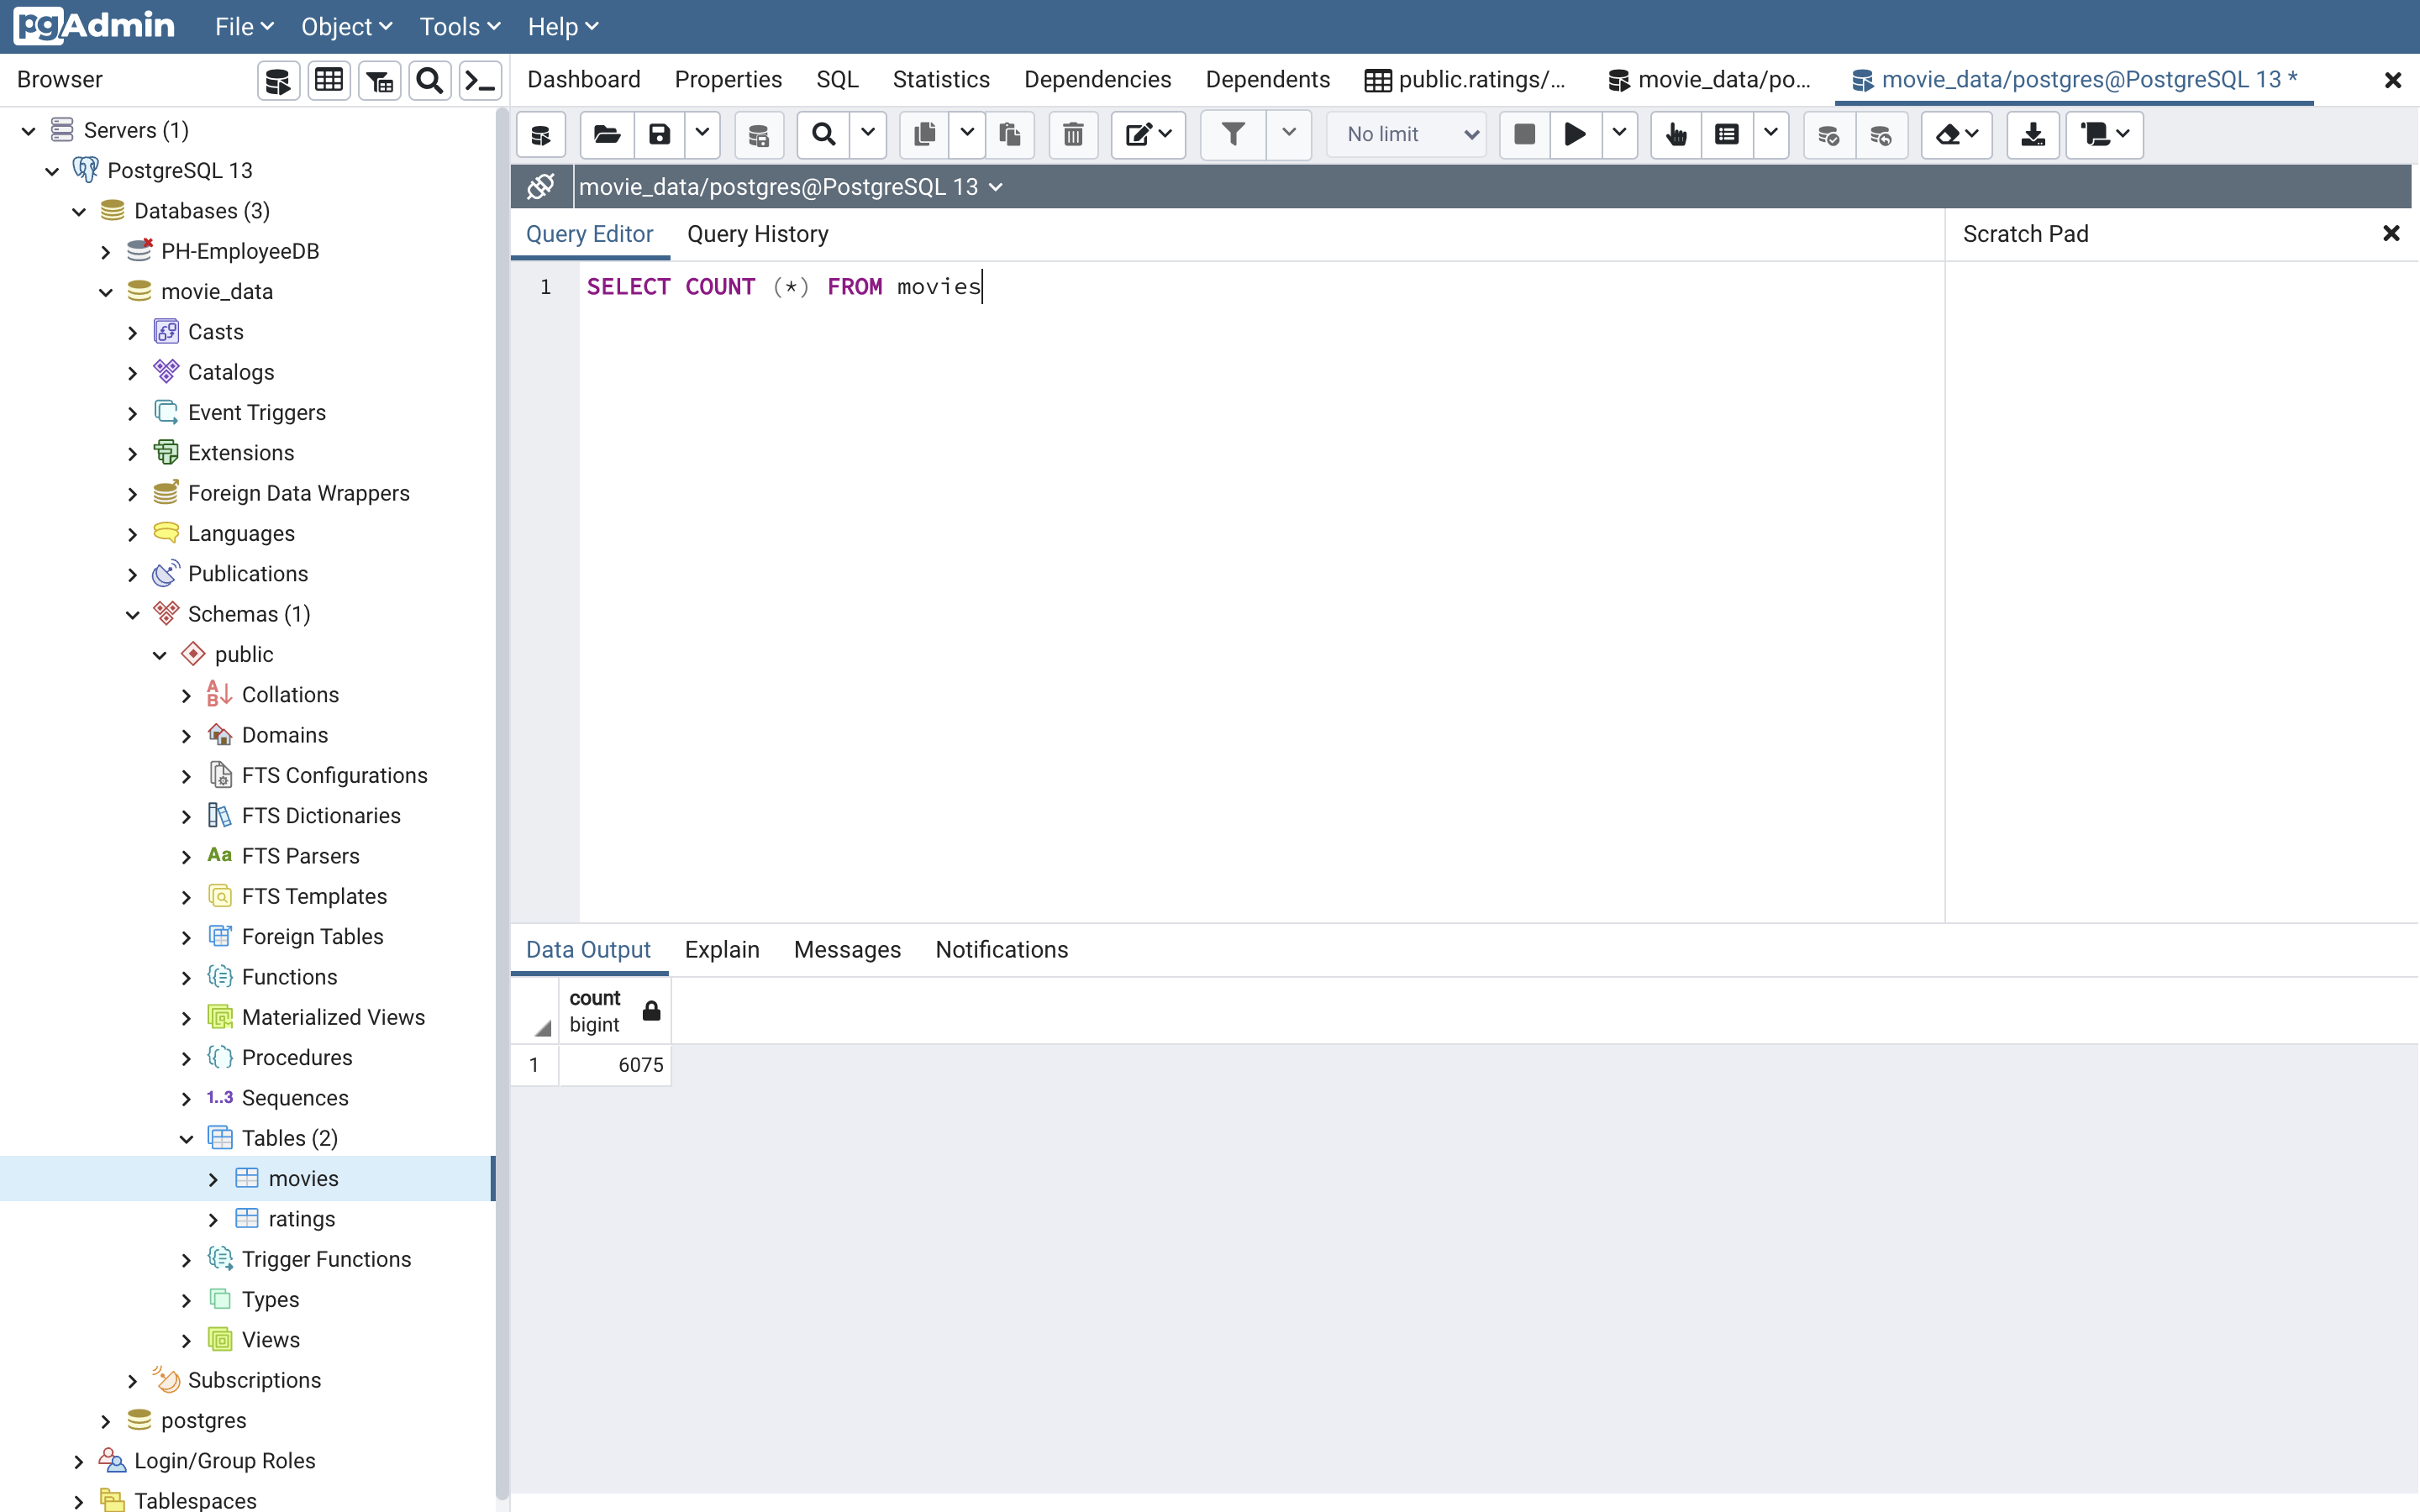 pgAdmin File Object Tools Help
Browser
Dashboard Properties SQL Statistics Dependencies Dependents public.ratings/... movie_data/po... movie_data/postgres@PostgreSQL 13 *
Servers (1)
PostgreSQL 13
Databases (3)
PH-EmployeeDB
movie_data
Casts
Catalogs
Event Triggers
Extensions
Foreign Data Wrappers
Languages
Publications
Schemas (1)
public
Collations
Domains
FTS Configurations
FTS Dictionaries
Aa FTS Parsers
FTS Templates
Foreign Tables
Functions
Materialized Views
Procedures
1..3 Sequences
Tables (2)
movies
ratings
Trigger Functions
Types
Views
Subscriptions
postgres
Login/Group Roles
Tablespaces
No limit
movie_data/postgres@PostgreSQL 13
Query Editor Query History
Scratch Pad
1 SELECT COUNT (*) FROM movies
Data Output Explain Messages Notifications
count
bigint
1 6075